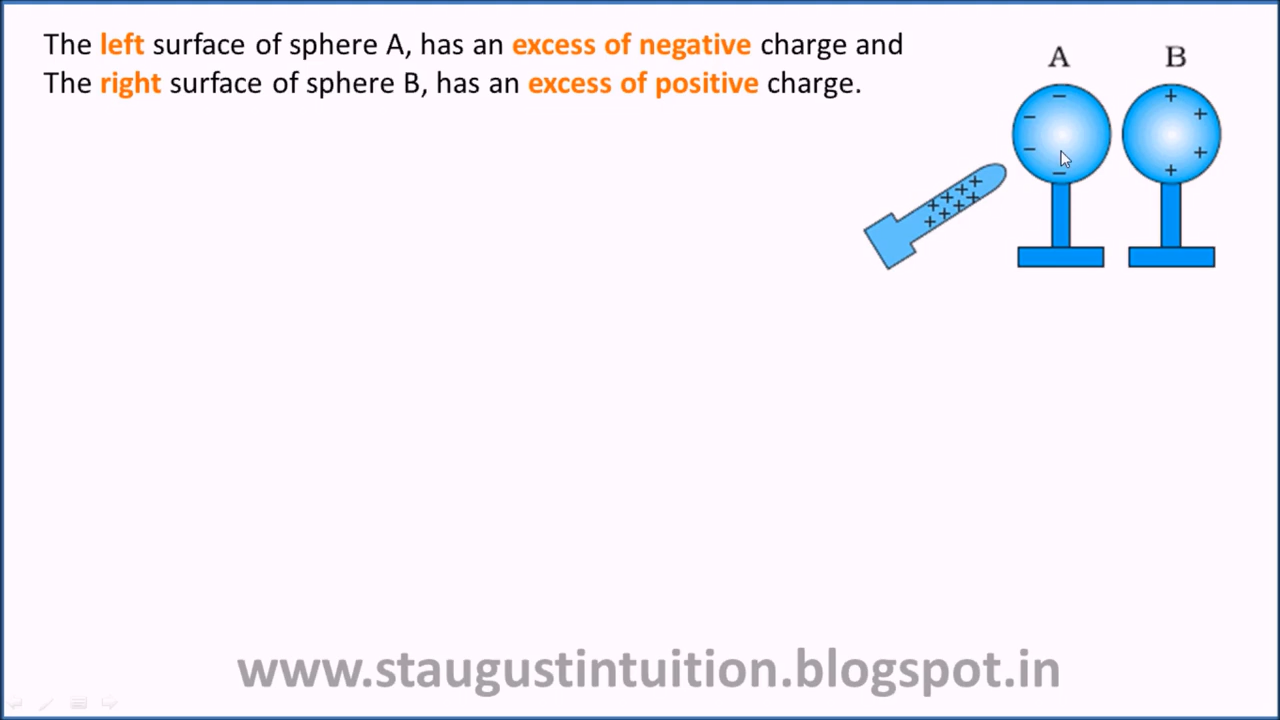 The left surface of sphere A, has an excess of negative charge and
The right surface of sphere B, has an excess of positive charge.
A B
www.staugustintuition.blogspot.in